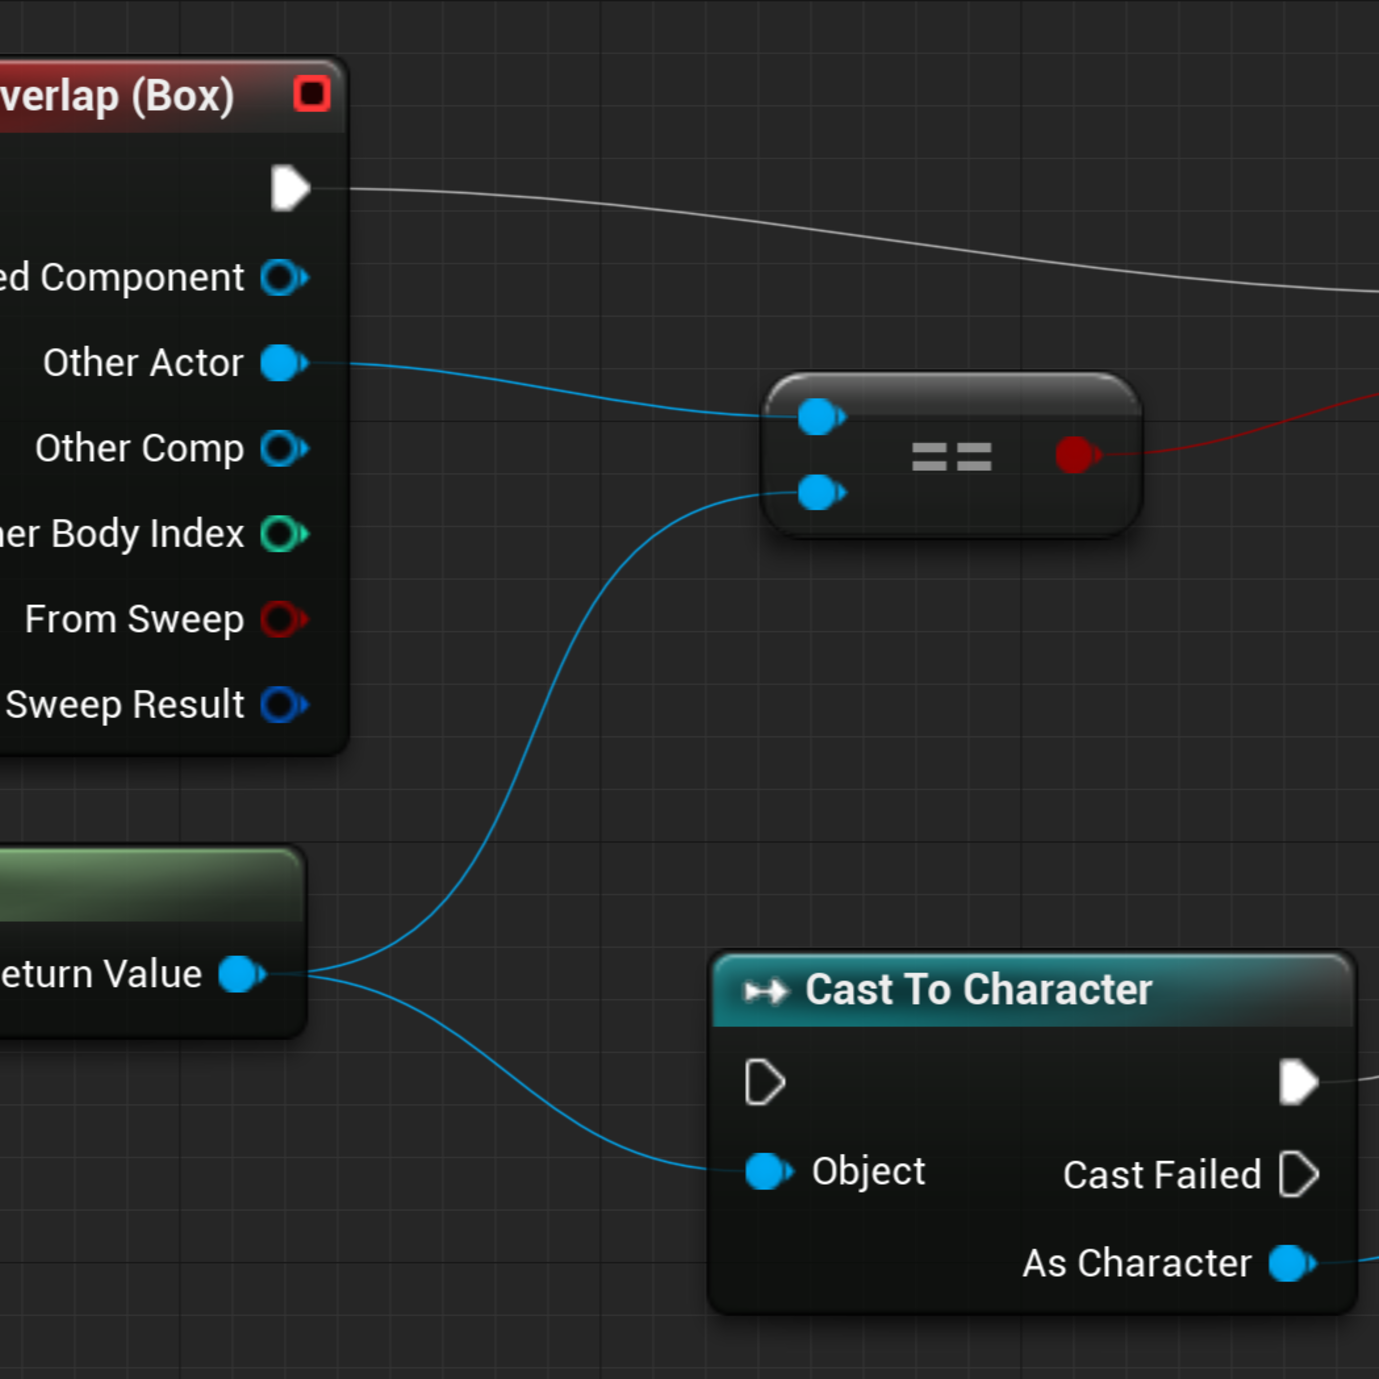 verlap (Box)
ed Component
Other Actor
Other Comp
er Body Index
From Sweep
Sweep Result
==
eturn Value
Cast To Character
Object
Cast Failed
As Character